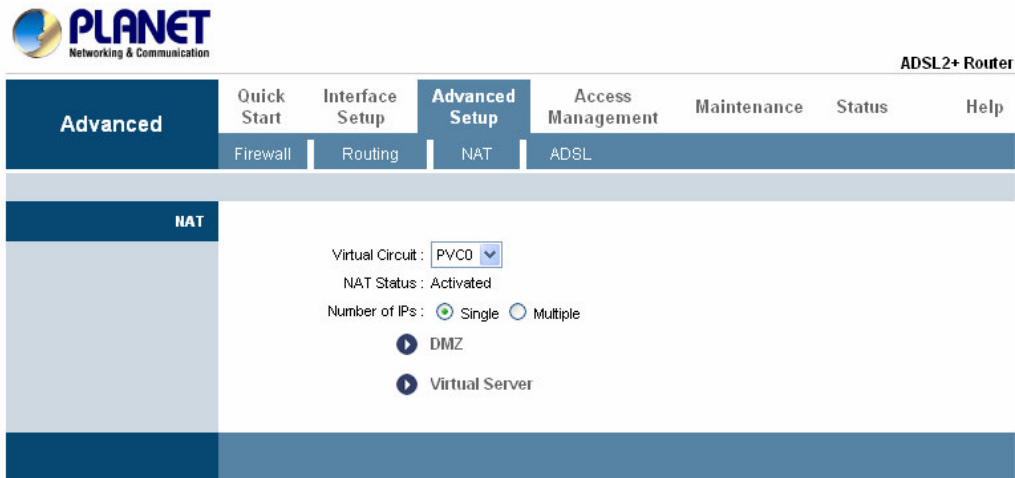 PLANET
Networking & Communication
ADSL2+ Router
Advanced
Quick Start
Interface Setup
Advanced Setup
Access Management
Maintenance
Status
Help
Firewall
Routing
NAT
ADSL
NAT
Virtual Circuit : PVC0
NAT Status : Activated
Number of IPs : Single Multiple
DMZ
Virtual Server